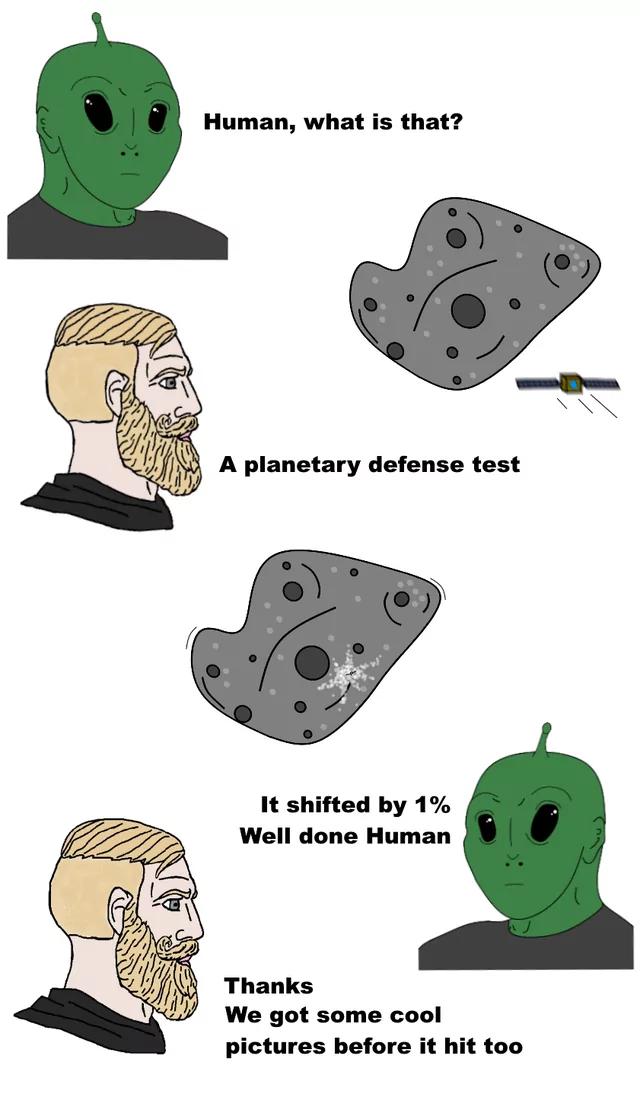 Human, what is that?
A planetary defense test
It shifted by 1%
Well done Human
Thanks
We got some cool
pictures before it hit too